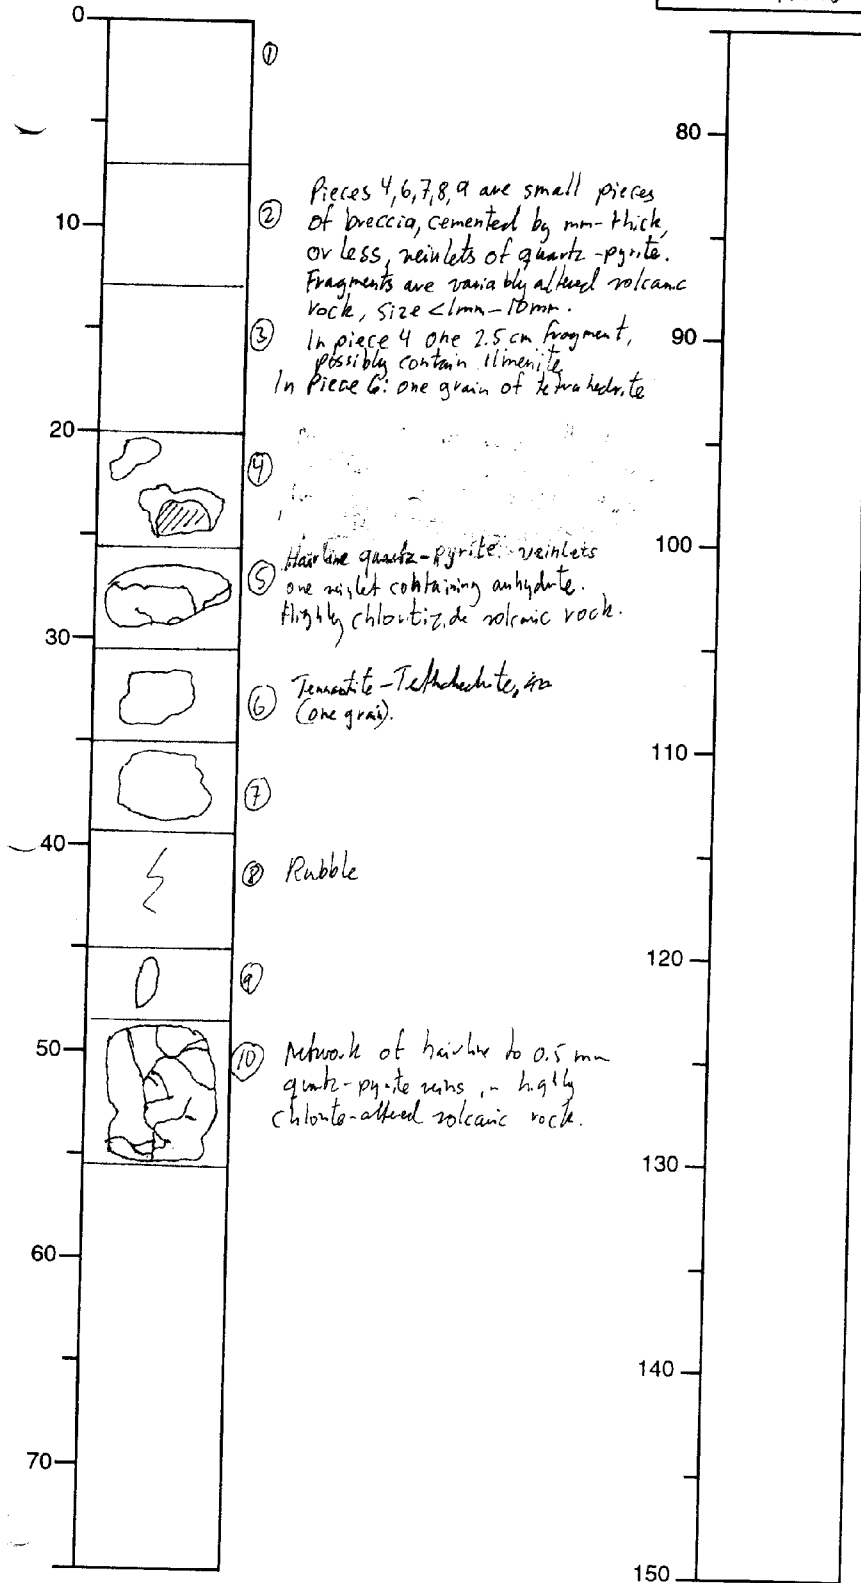 0
①
②
Pieces 4,6,7,8,9 are small pieces
of breccia, cemented by mm-thick,
or less, veinlets of quartz-pyrite.
Fragments are variably altered volcanic
rock, size <1mm-10mm.
③
In piece 4 one 2.5 cm fragment,
possibly contain ilmenite
In Piece 6: one grain of tetrahedrite
④
⑤
Hairline quartz-pyrite veinlets
one veinlet containing anhydrite.
Highly chloritizide volcanic rock.
⑥
Tennantite-Tetrahedrite,
(one grain).
⑦
⑧ Rubble
⑨
⑩
Network of hairline to 0.5 mm
quartz-pyrite veins in highly
chlorite-altered volcanic rock.
10
20
30
40
50
60
70
80
90
100
110
120
130
140
150